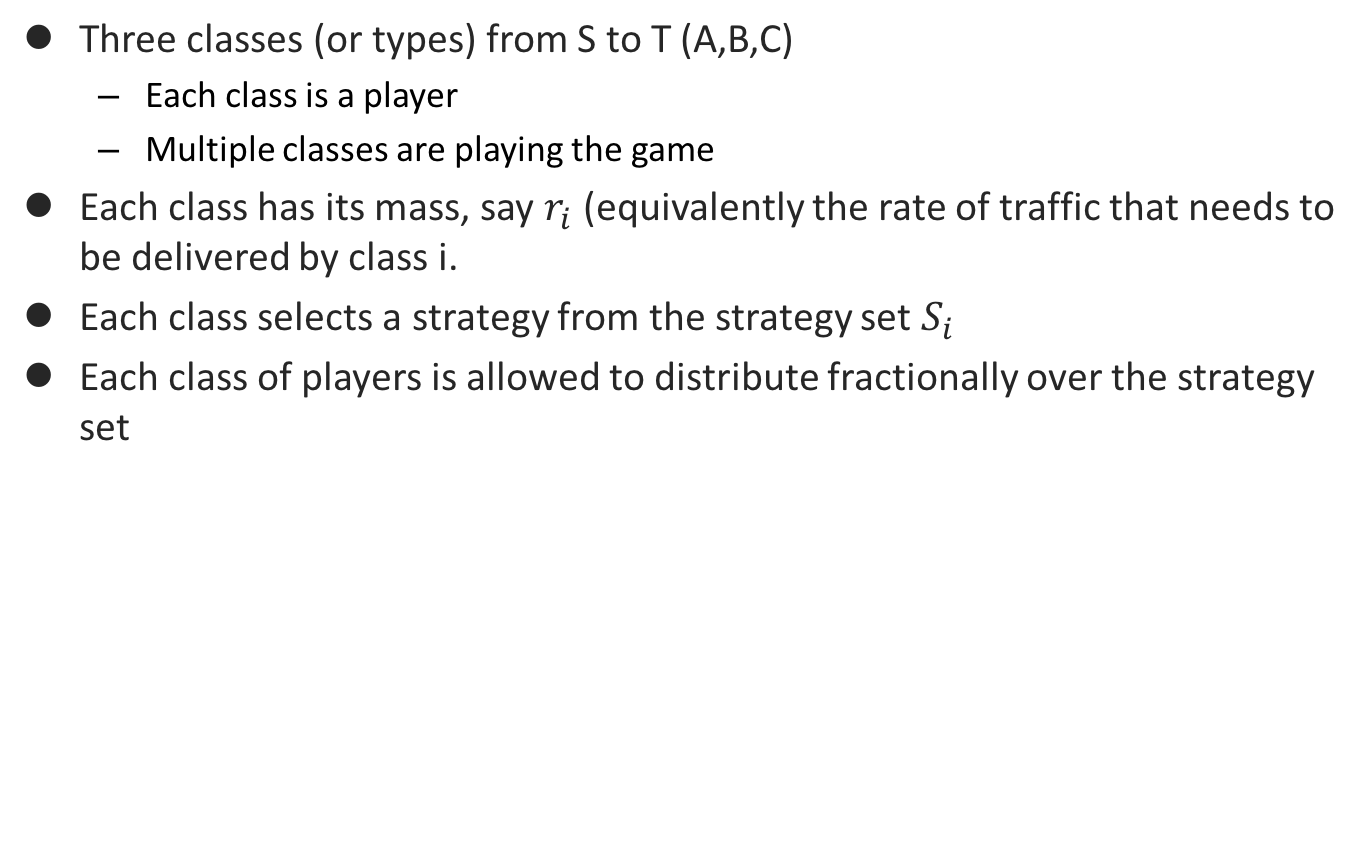 ● Three classes (or types) from S to T (A,B,C)
– Each class is a player
– Multiple classes are playing the game
● Each class has its mass, say $r_i$ (equivalently the rate of traffic that needs to
be delivered by class i.
● Each class selects a strategy from the strategy set $S_i$
● Each class of players is allowed to distribute fractionally over the strategy
set